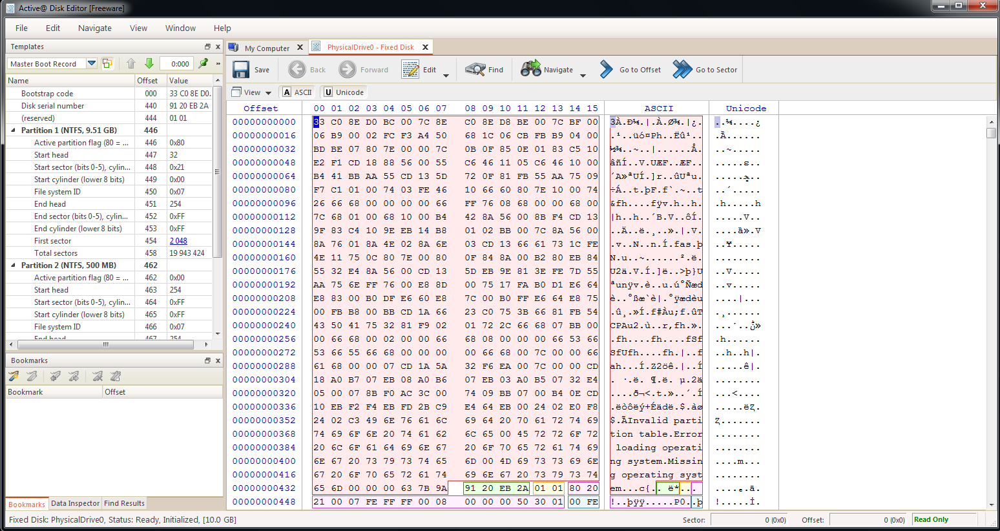 Active@ Disk Editor [Freeware]
File Edit Navigate View Window Help
Templates
Master Boot Record 0:000 »
Name Offset Value
Bootstrap code 000 33 C0 8E D0...
Disk serial number 440 91 20 EB 2A
(reserved) 444 01 01
Partition 1 (NTFS, 9.51 GB) 446
Active partition flag (80 = ... 446 0x80
Start head 447 32
Start sector (bits 0-5), cylin... 448 0x21
Start cylinder (lower 8 bits) 449 0x00
File system ID 450 0x07
End head 451 254
End sector (bits 0-5), cylin... 452 0xFF
End cylinder (lower 8 bits) 453 0xFF
First sector 454 2 048
Total sectors 458 19 943 424
Partition 2 (NTFS, 500 MB) 462
Active partition flag (80 = ... 462 0x00
Start head 463 254
Start sector (bits 0-5), cylin... 464 0xFF
Start cylinder (lower 8 bits) 465 0xFF
File system ID 466 0x07
End head 467 254
Bookmarks
Bookmark Offset
Bookmarks Data Inspector Find Results
My Computer PhysicalDrive0 - Fixed Disk
Save Back Forward Edit Find Navigate Go to Offset Go to Sector
View A ASCII U Unicode
Offset 00 01 02 03 04 05 06 07 08 09 10 11 12 13 14 15 ASCII Unicode
00000000000 33 C0 8E D0 BC 00 7C 8E C0 8E D8 BE 00 7C BF 00 3À.Ð¼.|.À.Ø¾.|¿. ..¼....¿
00000000016 06 B9 00 02 FC F3 A4 50 68 1C 06 CB FB B9 04 00 .¹..üó¤Ph..Ëû¹..
00000000032 BD BE 07 80 7E 00 00 7C 0B 0F 85 0E 01 83 C5 10 ½¾..~..|......Å. ..~.....
00000000048 E2 F1 CD 18 88 56 00 55 C6 46 11 05 C6 46 10 00 âñÍ..V.UÆF..ÆF..
00000000064 B4 41 BB AA 55 CD 13 5D 72 0F 81 FB 55 AA 75 09 ´A»ªUÍ.]r..ûUªu.
00000000080 F7 C1 01 00 74 03 FE 46 10 66 60 80 7E 10 00 74 ÷Á..t.þF.f`.~..t ..´.....
00000000096 26 66 68 00 00 00 00 66 FF 76 08 68 00 00 68 00 &fh....fÿv.h..h. .h.....h
00000000112 7C 68 01 00 68 10 00 B4 42 8A 56 00 8B F4 CD 13 |h..h..´B.V..ôÍ. .....V..
00000000128 9F 83 C4 10 9E EB 14 B8 01 02 BB 00 7C 8A 56 00 ..Ä..ë.¸..».|.V. .....».V
00000000144 8A 76 01 8A 4E 02 8A 6E 03 CD 13 66 61 73 1C FE .v..N..n.Í.fas.þ
00000000160 4E 11 75 0C 80 7E 00 80 0F 84 8A 00 B2 80 EB 84 N.u..~......².ë. ........
00000000176 55 32 E4 8A 56 00 CD 13 5D EB 9E 81 3E FE 7D 55 U2ä.V.Í.]ë..>þ}U ..V.....
00000000192 AA 75 6E FF 76 00 E8 8D 00 75 17 FA B0 D1 E6 64 ªunÿv.è..u.ú°Ñæd ..v.....
00000000208 E8 83 00 B0 DF E6 60 E8 7C 00 B0 FF E6 64 E8 75 è..°ßæ`è|.°ÿædèu ....|...
00000000224 00 FB B8 00 BB CD 1A 66 23 C0 75 3B 66 81 FB 54 .û¸.»Í.f#Àu;f.ûT .¸......
00000000240 43 50 41 75 32 81 F9 02 01 72 2C 66 68 07 BB 00 CPAu2.ù..r,fh.».
00000000256 00 66 68 00 02 00 00 66 68 08 00 00 00 66 53 66 .fh....fh....fSf .h......
00000000272 53 66 55 66 68 00 00 00 00 66 68 00 7C 00 00 66 SfUfh....fh.|..f ..h..h|.
00000000288 61 68 00 00 07 CD 1A 5A 32 F6 EA 00 7C 00 00 CD ah...Í.Z2öê.|..Í .....ê|.
00000000304 18 A0 B7 07 EB 08 A0 B6 07 EB 03 A0 B5 07 32 E4 . ·.ë. ¶.ë. µ.2ä ........
00000000320 05 00 07 8B F0 AC 3C 00 74 09 BB 07 00 B4 0E CD ....ð¬<.t.»..´.Í ...<....
00000000336 10 EB F2 F4 EB FD 2B C9 E4 64 EB 00 24 02 E0 F8 .ëòôëý+Éädë.$.àø
00000000352 24 02 C3 49 6E 76 61 6C 69 64 20 70 61 72 74 69 $.ÃInvalid parti
00000000368 74 69 6F 6E 20 74 61 62 6C 65 00 45 72 72 6F 72 tion table.Error ........
00000000384 20 6C 6F 61 64 69 6E 67 20 6F 70 65 72 61 74 69 loading operati ........
00000000400 6E 67 20 73 79 73 74 65 6D 00 4D 69 73 73 69 6E ng system.Missin ....m...
00000000416 67 20 6F 70 65 72 61 74 69 6E 67 20 73 79 73 74 g operating syst ........
00000000432 65 6D 00 00 00 63 7B 9A 91 20 EB 2A 01 01 80 20 em...c{.. ë*...
00000000448 21 00 07 FE FF FF 00 08 00 00 00 50 30 01 00 FE !..þÿÿ.....P0..þ !.....İ.
Fixed Disk: PhysicalDrive0, Status: Ready, Initialized, [10.0 GB] Sector: 0 (0x0) Offset: 0 (0x0) Read Only